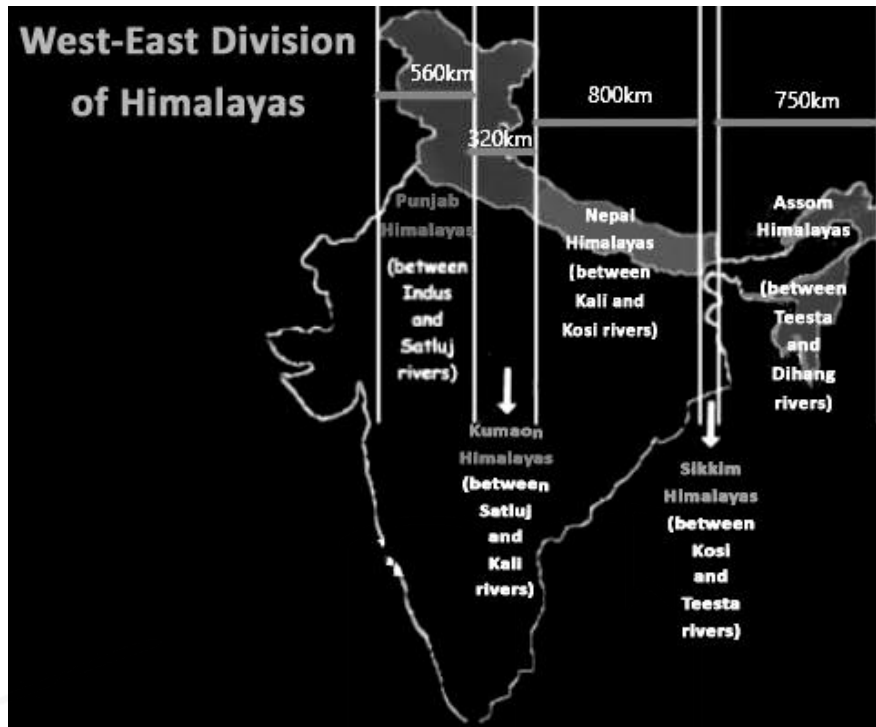 West-East Division
of Himalayas
560km
320km
800km
750km
Punjab
Himalayas
(between
Indus
and
Satluj
rivers)
Kumaon
Himalayas
(between
Satluj
and
Kali
rivers)
Nepal
Himalayas
(between
Kali and
Kosi rivers)
Sikkim
Himalayas
(between
Kosi
and
Teesta
rivers)
Assom
Himalayas
(between
Teesta
and
Dihang
rivers)